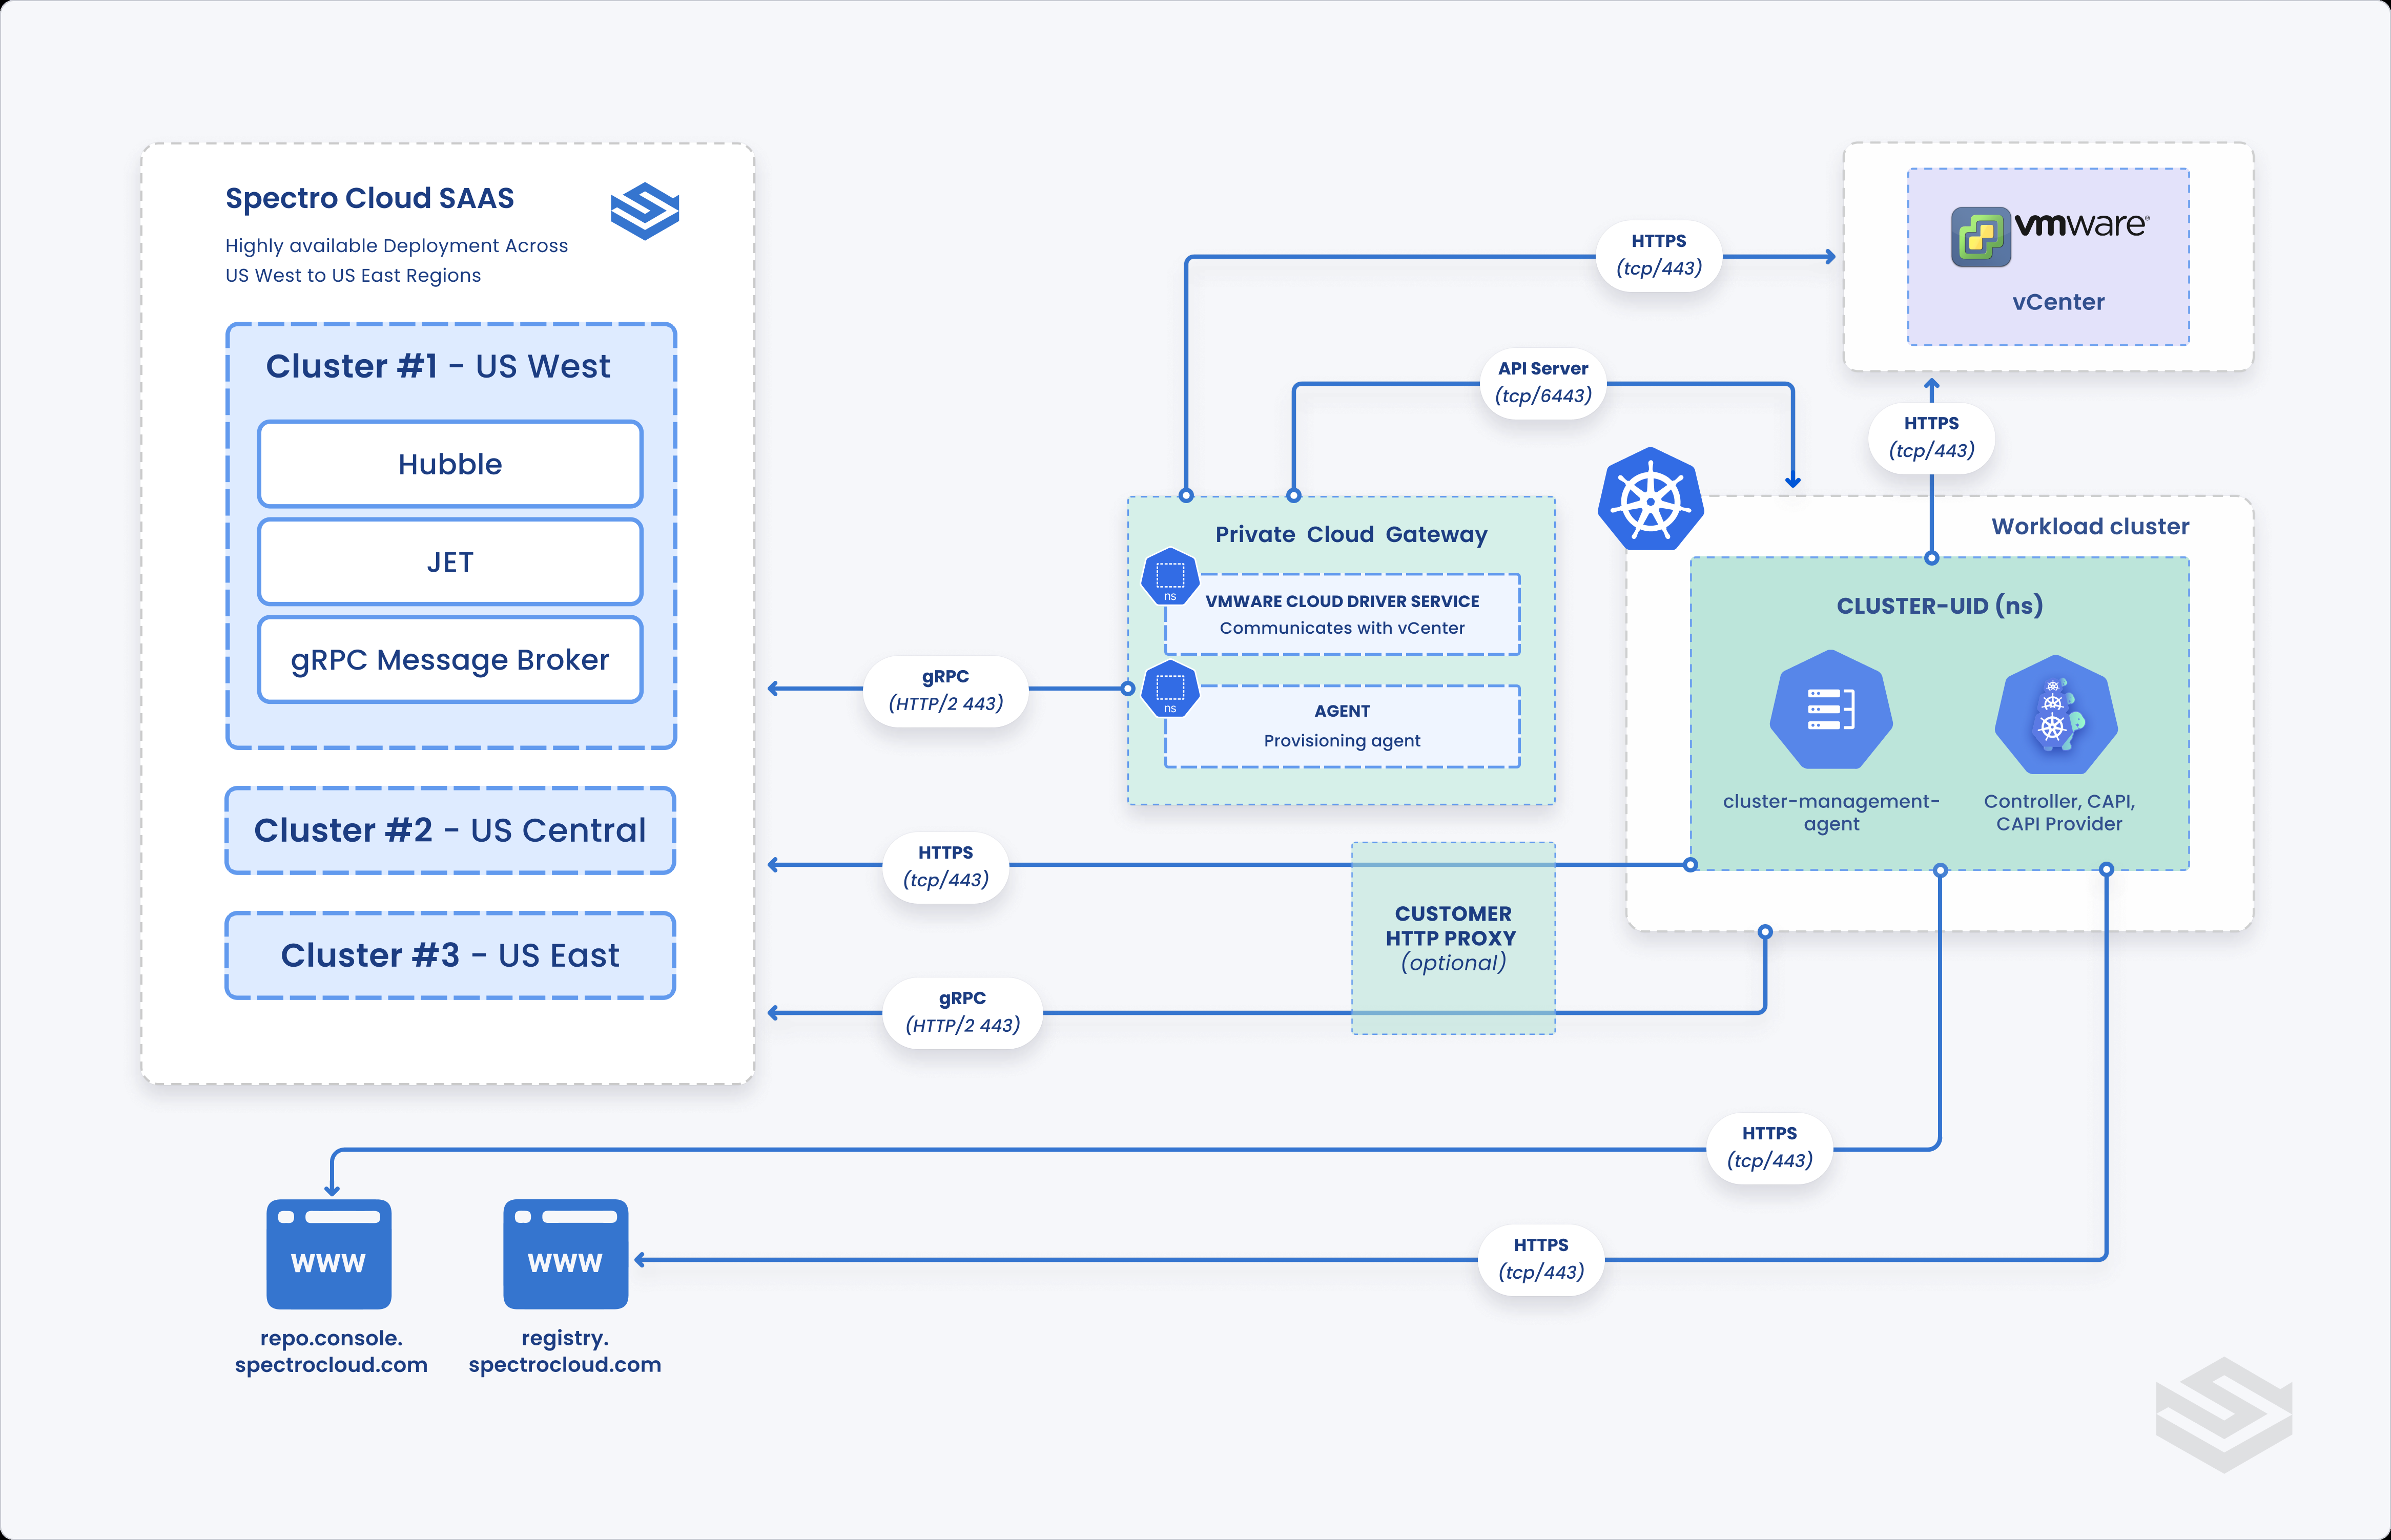 Spectro Cloud SAAS
Highly available Deployment Across
US West to US East Regions
Cluster #1 - US West
Hubble
JET
gRPC Message Broker
Cluster #2 - US Central
Cluster #3 - US East
HTTPS
(tcp/443)
API Server
(tcp/6443)
vmware®
vCenter
HTTPS
(tcp/443)
Private Cloud Gateway
ns
VMWARE CLOUD DRIVER SERVICE
Communicates with vCenter
ns
AGENT
Provisioning agent
gRPC
(HTTP/2 443)
Workload cluster
CLUSTER-UID (ns)
cluster-management-
agent
Controller, CAPI,
CAPI Provider
HTTPS
(tcp/443)
CUSTOMER
HTTP PROXY
(optional)
gRPC
(HTTP/2 443)
HTTPS
(tcp/443)
HTTPS
(tcp/443)
www
repo.console.
spectrocloud.com
www
registry.
spectrocloud.com